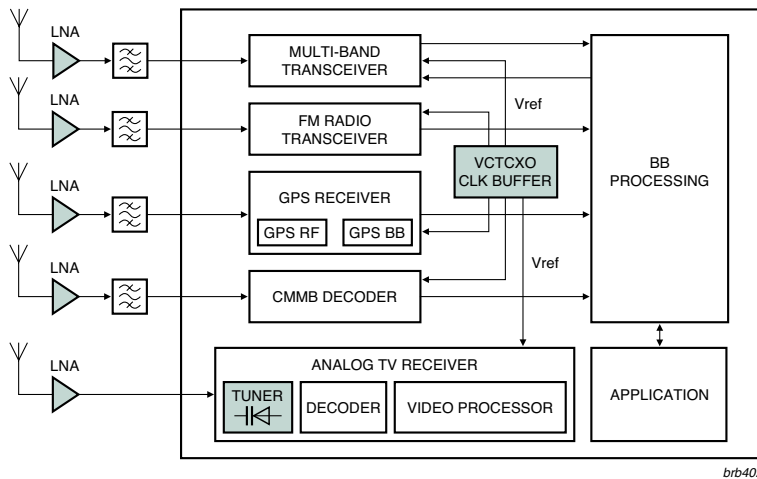 LNA
MULTI-BAND
TRANSCEIVER
LNA
FM RADIO
TRANSCEIVER
Vref
VCTCXO
CLK BUFFER
BB
PROCESSING
LNA
GPS RECEIVER
GPS RF
GPS BB
LNA
CMMB DECODER
Vref
LNA
ANALOG TV RECEIVER
TUNER
DECODER
VIDEO PROCESSOR
APPLICATION